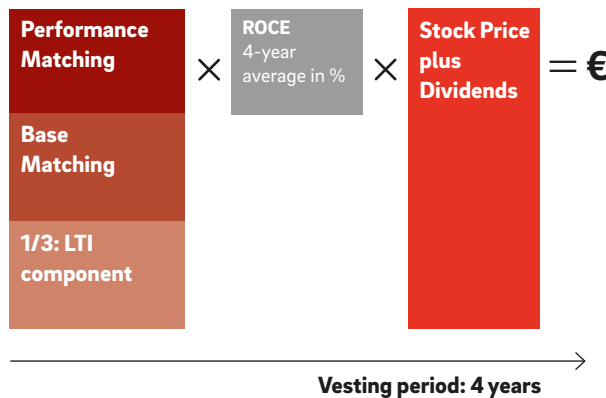 Performance
Matching
×
ROCE
4-year
average in %
×
Stock Price
plus
Dividends
= €
Base
Matching
1/3: LTI
component
Vesting period: 4 years